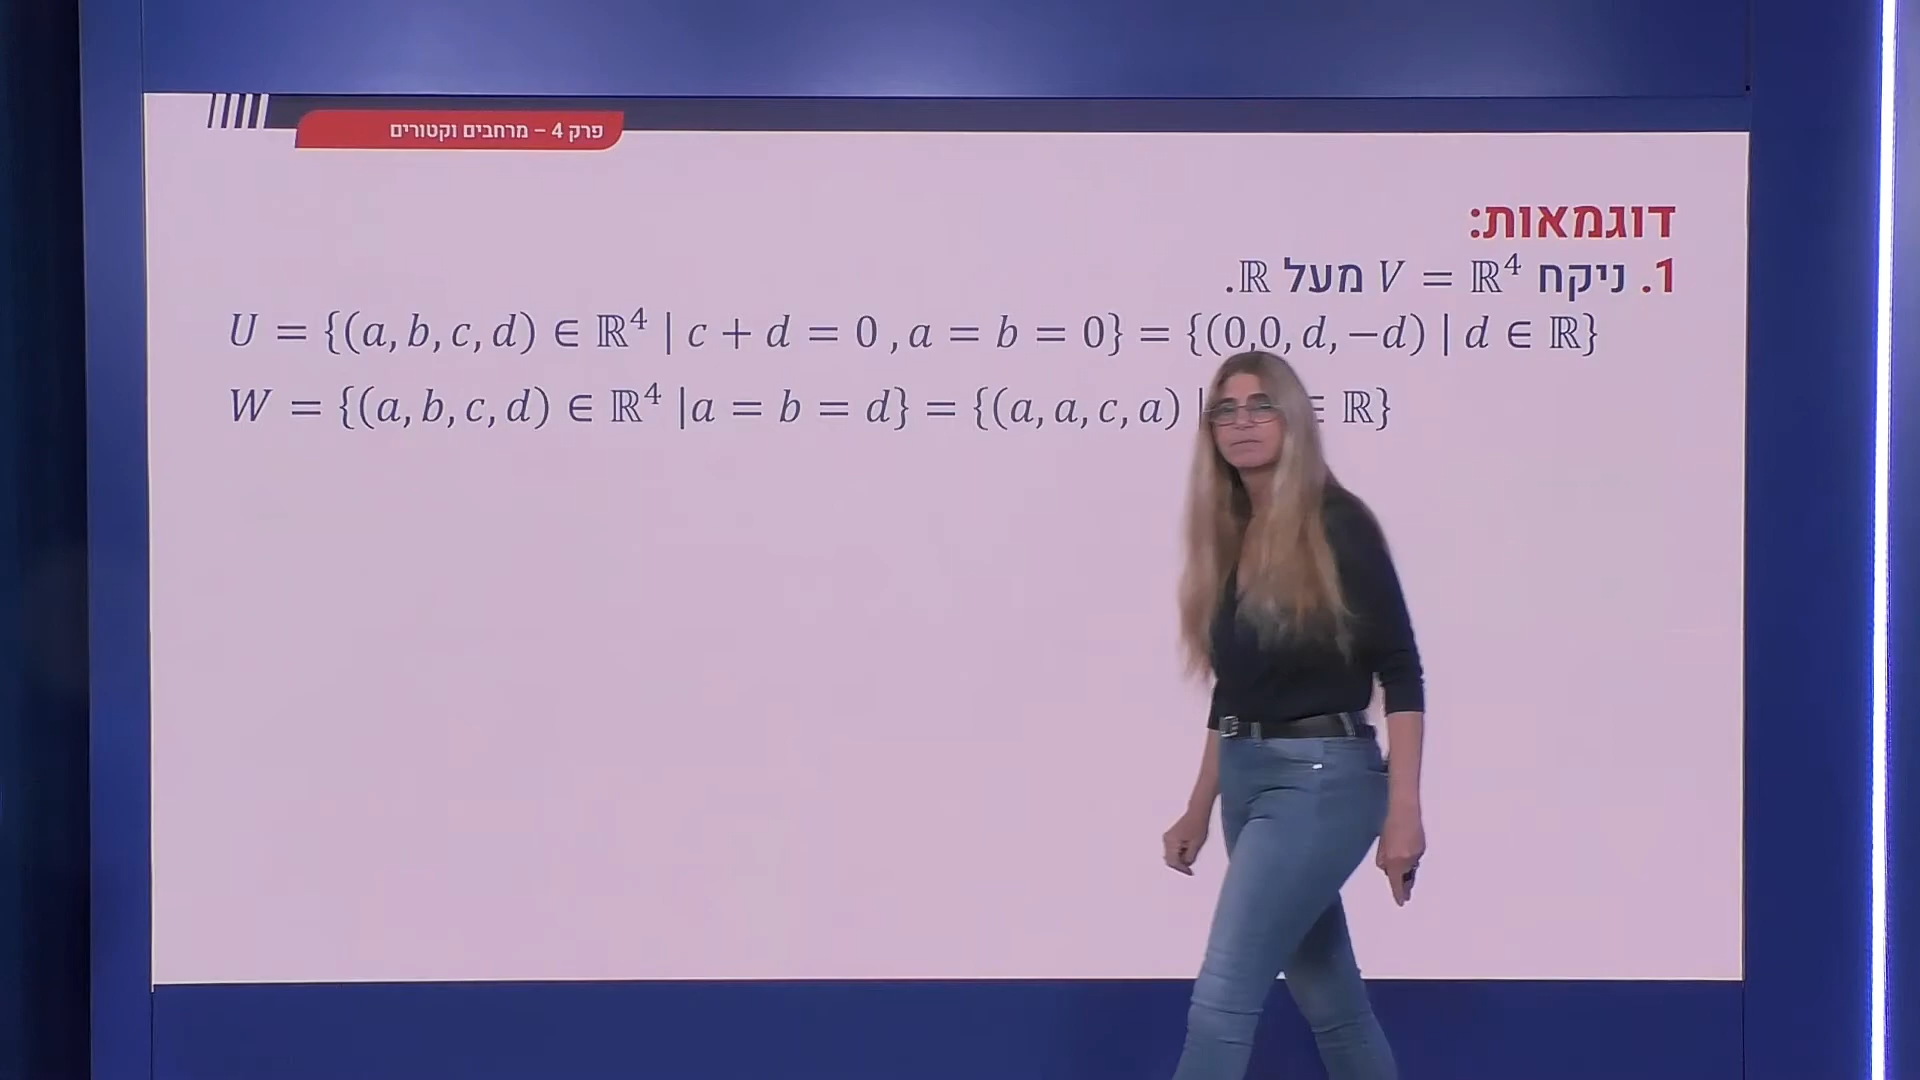 פרק 4 – מרחבים וקטורים
דוגמאות:
1. ניקח V = ℝ⁴ מעל ℝ.
U = {(a, b, c, d) ∈ ℝ⁴ | c + d = 0 , a = b = 0} = {(0,0, d, −d) | d ∈ ℝ}
W = {(a, b, c, d) ∈ ℝ⁴ |a = b = d} = {(a, a, c, a) | ∈ ℝ}